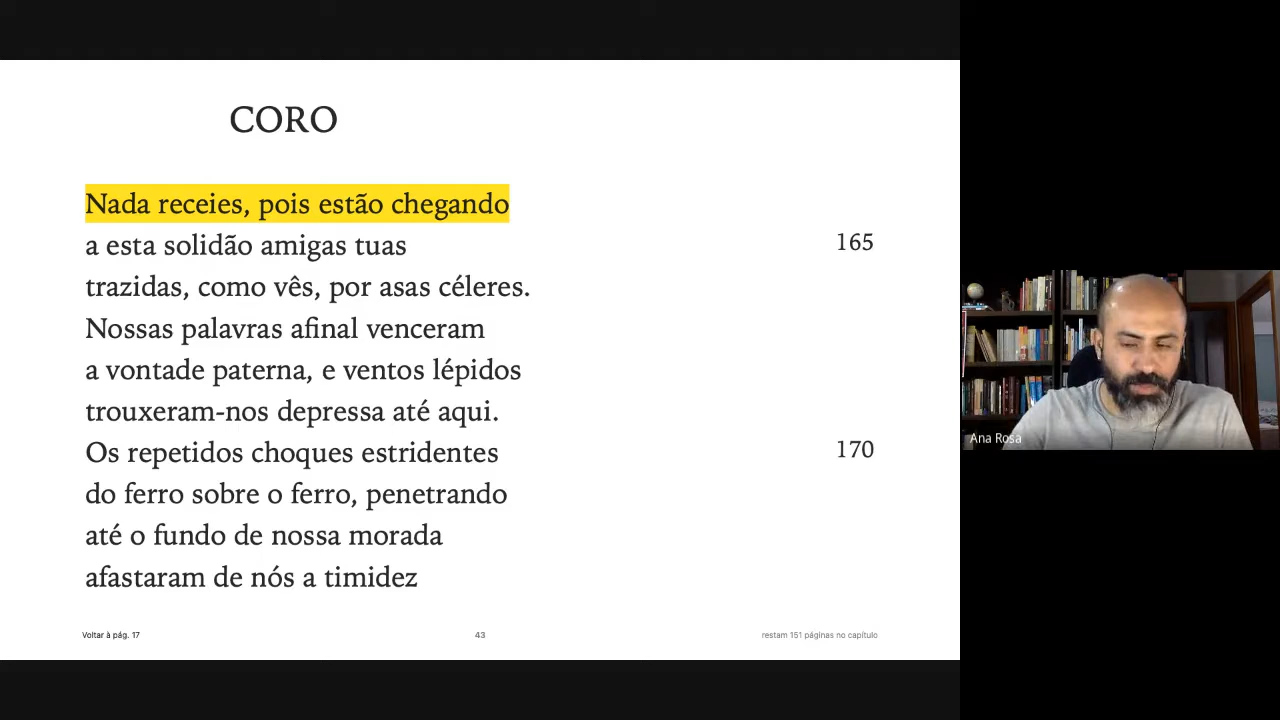 CORO
Nada receies, pois estão chegando
a esta solidão amigas tuas
165
trazidas, como vês, por asas céleres.
Nossas palavras afinal venceram
a vontade paterna, e ventos lépidos
trouxeram-nos depressa até aqui.
Os repetidos choques estridentes
170
do ferro sobre o ferro, penetrando
até o fundo de nossa morada
afastaram de nós a timidez
Voltar à pág. 17
43
restam 151 páginas no capítulo
Ana Rosa